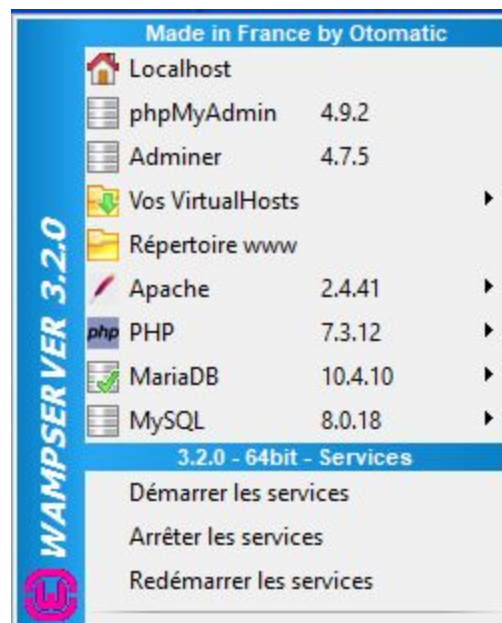 Made in France by Otomatic
Localhost
phpMyAdmin 4.9.2
Adminer 4.7.5
Vos VirtualHosts
Répertoire www
Apache 2.4.41
php PHP 7.3.12
MariaDB 10.4.10
MySQL 8.0.18
3.2.0 - 64bit - Services
Démarrer les services
Arrêter les services
Redémarrer les services
WAMPSERVER 3.2.0